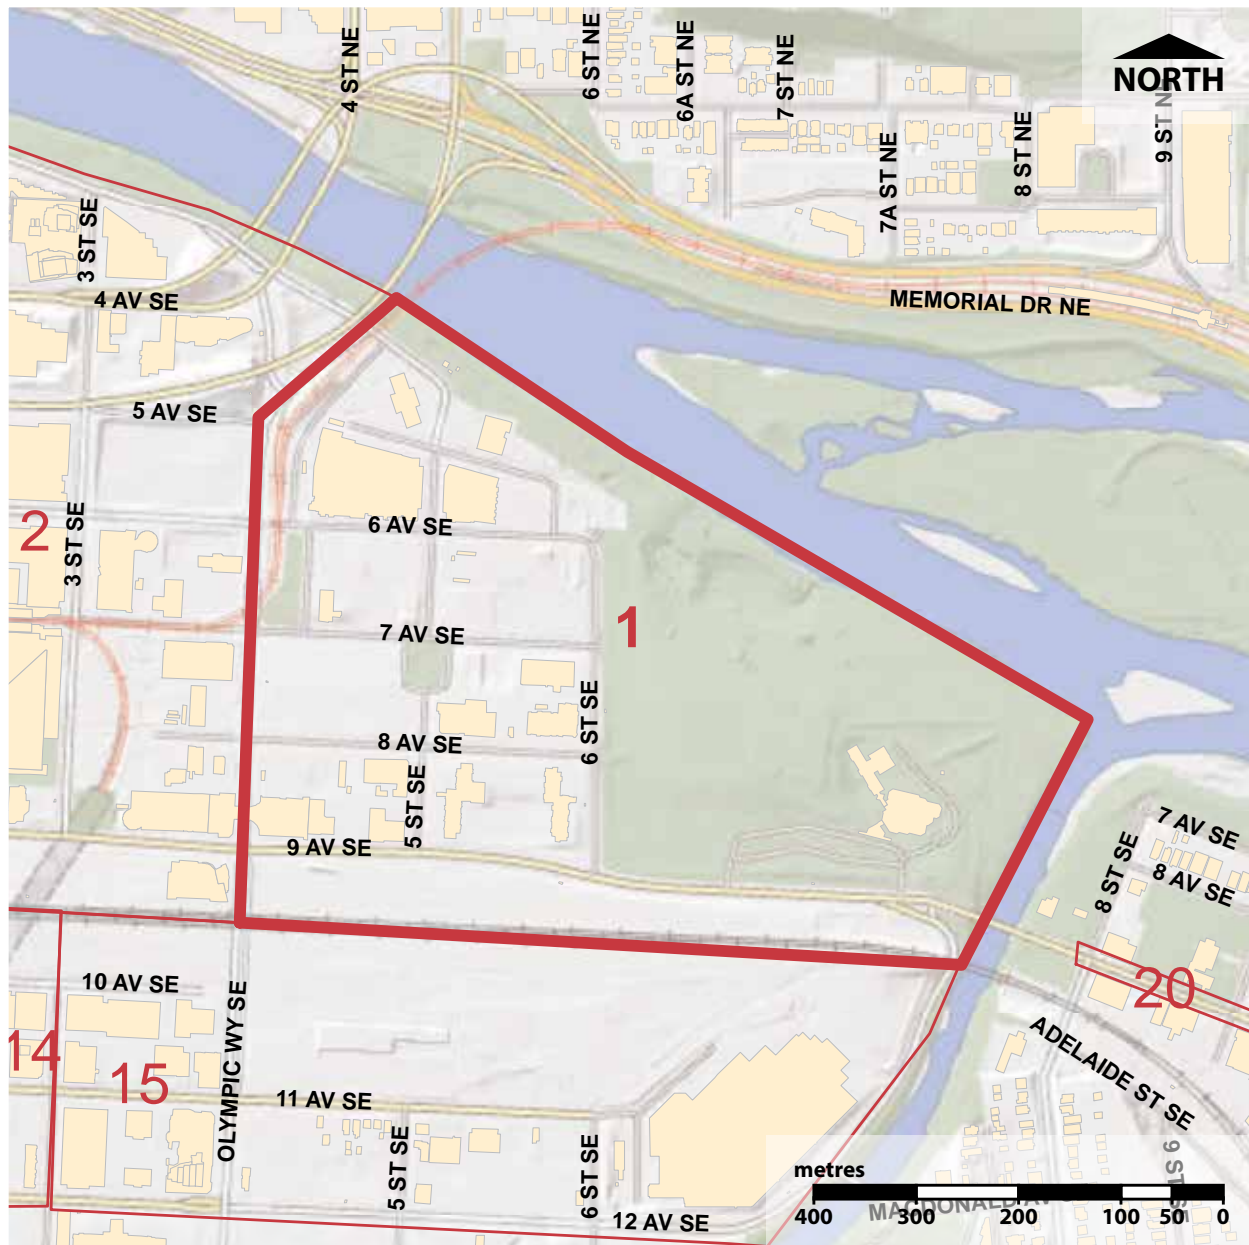 4 ST NE
6 ST NE
6A ST NE
7 ST NE
NORTH
9 ST NE
7A ST NE
8 ST NE
3 ST SE
4 AV SE
MEMORIAL DR NE
5 AV SE
2
3 ST SE
6 AV SE
1
7 AV SE
6 ST SE
8 AV SE
5 ST SE
9 AV SE
7 AV SE
8 AV SE
8 ST SE
10 AV SE
20
14
15
OLYMPIC WY SE
ADELAIDE ST SE
11 AV SE
5 ST SE
6 ST SE
12 AV SE
metres
400 300 200 100 50 0